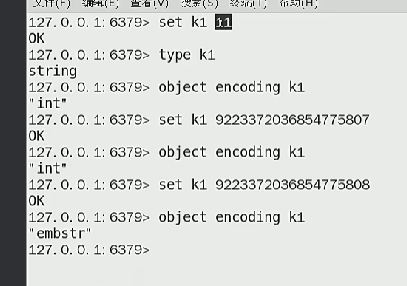 文件(F) 编辑(E) 查看(V) 搜索(S) 终端(T) 帮助(H)
127.0.0.1:6379> set k1
OK
127.0.0.1:6379> type k1
string
127.0.0.1:6379> object encoding k1
"int"
127.0.0.1:6379> set k1 9223372036854775807
OK
127.0.0.1:6379> object encoding k1
"int"
127.0.0.1:6379> set k1 9223372036854775808
OK
127.0.0.1:6379> object encoding k1
"embstr"
127.0.0.1:6379>